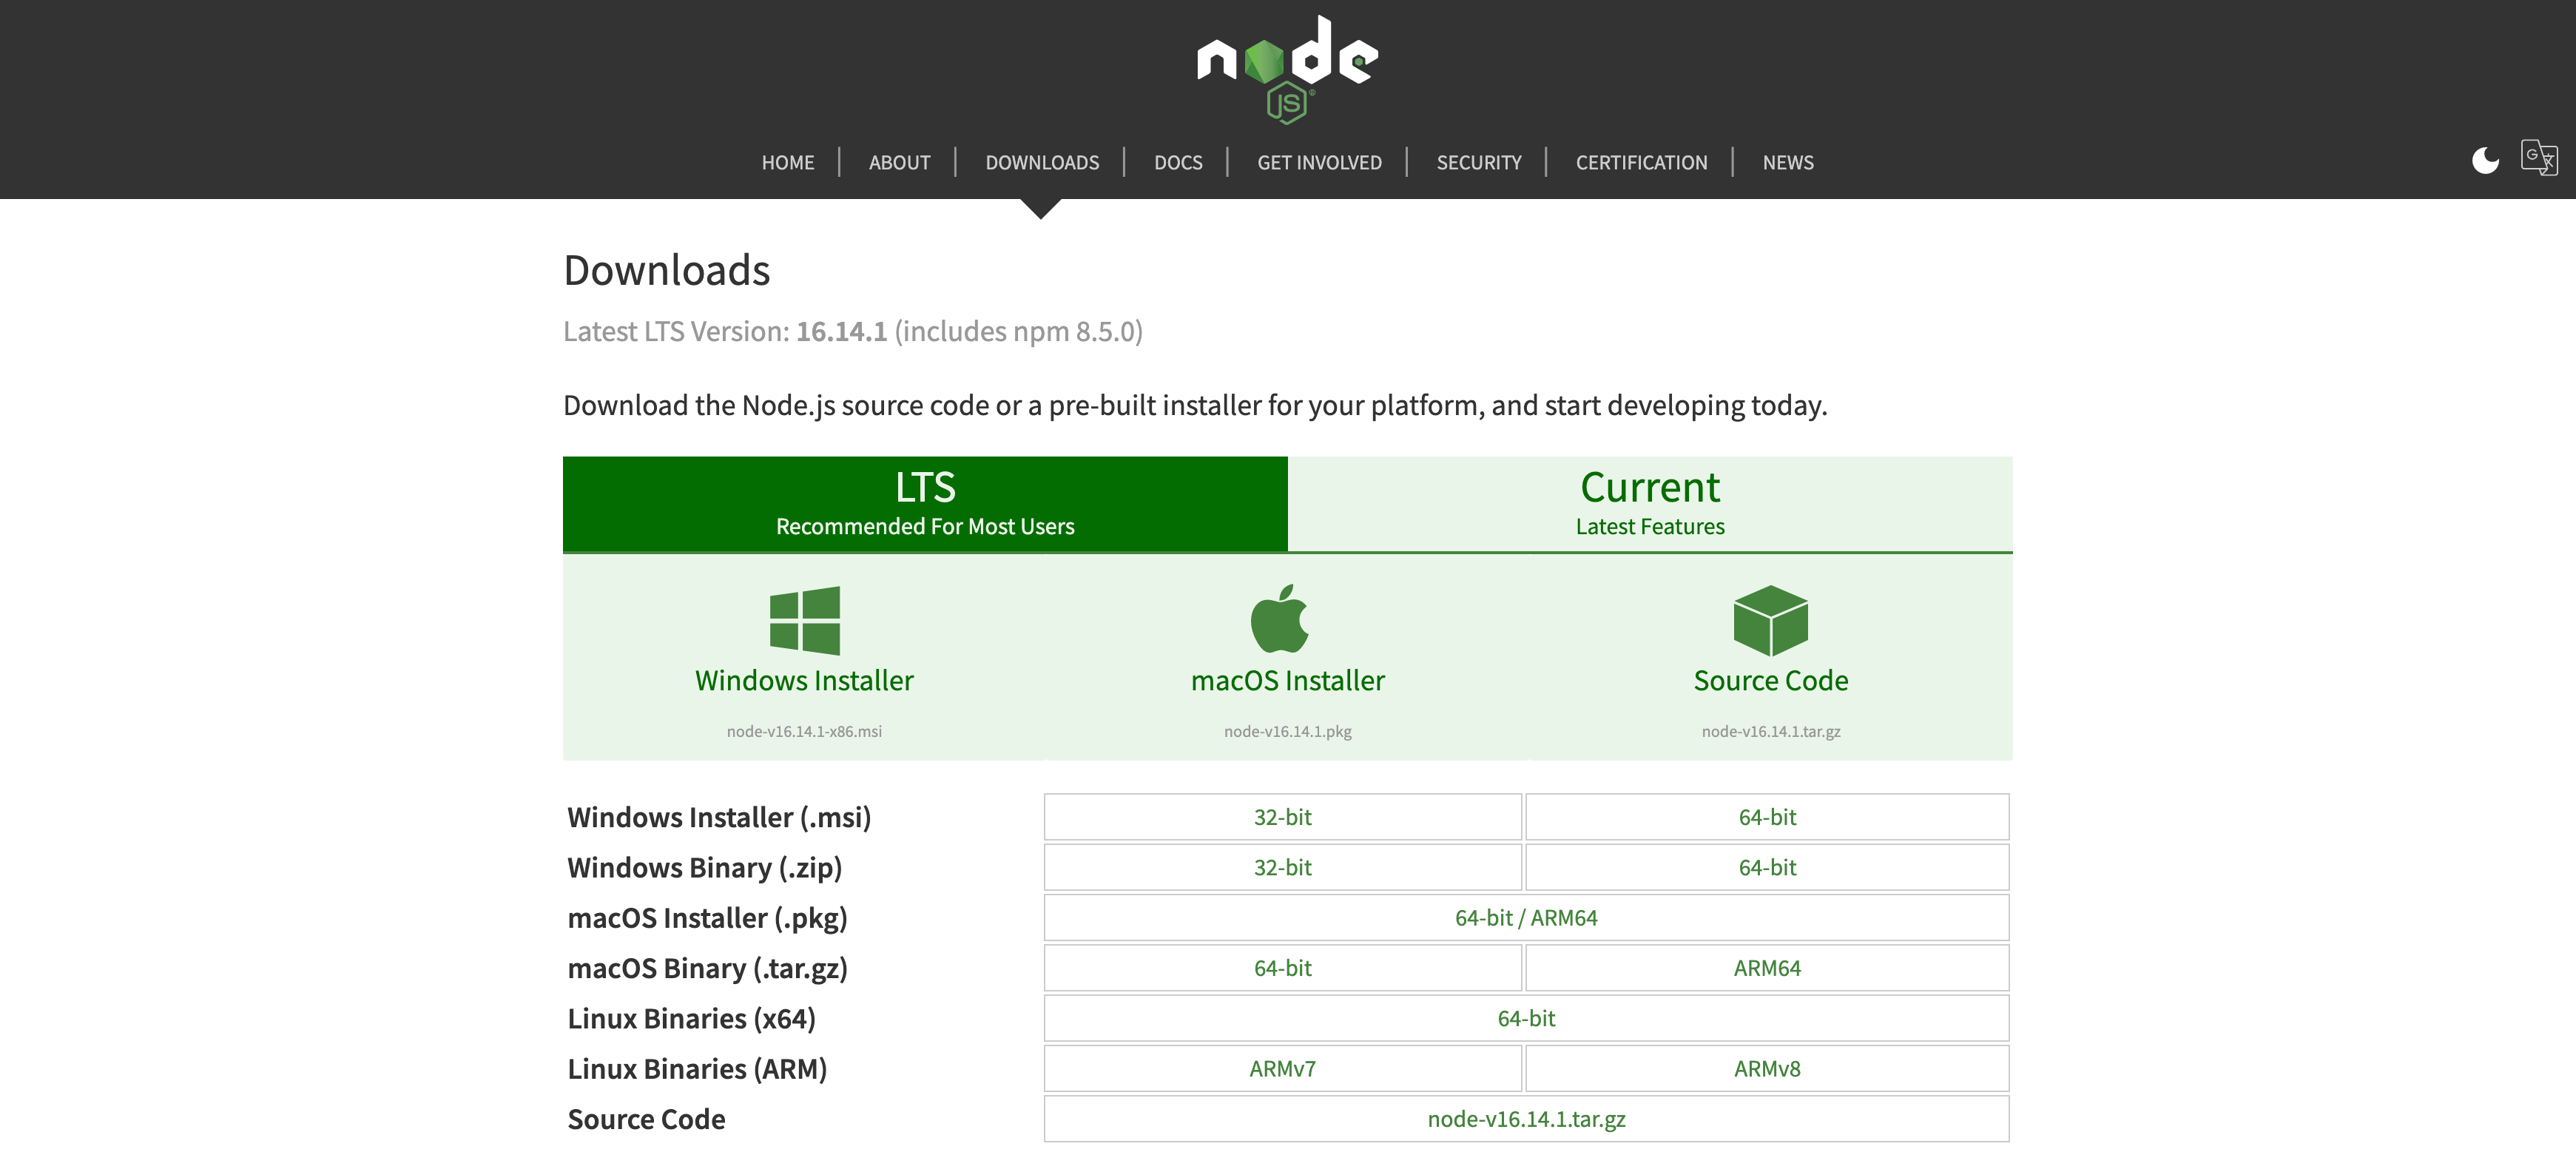 node
JS®
HOME
ABOUT
DOWNLOADS
DOCS
GET INVOLVED
SECURITY
CERTIFICATION
NEWS
G文
Downloads
Latest LTS Version: 16.14.1 (includes npm 8.5.0)
Download the Node.js source code or a pre-built installer for your platform, and start developing today.
LTS
Recommended For Most Users
Current
Latest Features
Windows Installer
node-v16.14.1-x86.msi
macOS Installer
node-v16.14.1.pkg
Source Code
node-v16.14.1.tar.gz
Windows Installer (.msi) 32-bit 64-bit
Windows Binary (.zip) 32-bit 64-bit
macOS Installer (.pkg) 64-bit / ARM64
macOS Binary (.tar.gz) 64-bit ARM64
Linux Binaries (x64) 64-bit
Linux Binaries (ARM) ARMv7 ARMv8
Source Code node-v16.14.1.tar.gz